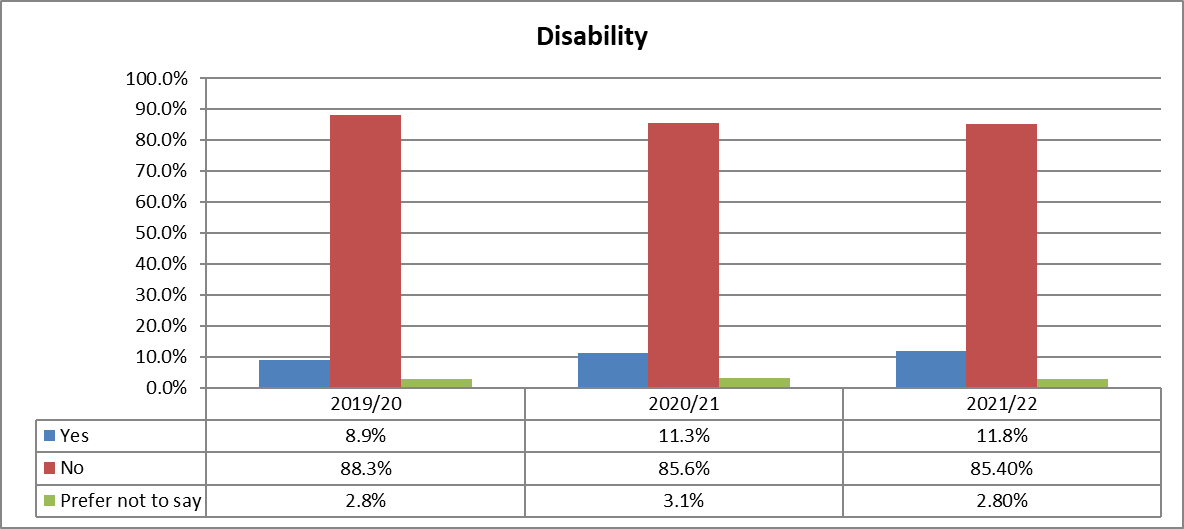 Disability
100.0%
90.0%
80.0%
70.0%
60.0%
50.0%
40.0%
30.0%
20.0%
10.0%
0.0%
2019/20 2020/21 2021/22
Yes 8.9% 11.3% 11.8%
No 88.3% 85.6% 85.40%
Prefer not to say 2.8% 3.1% 2.80%